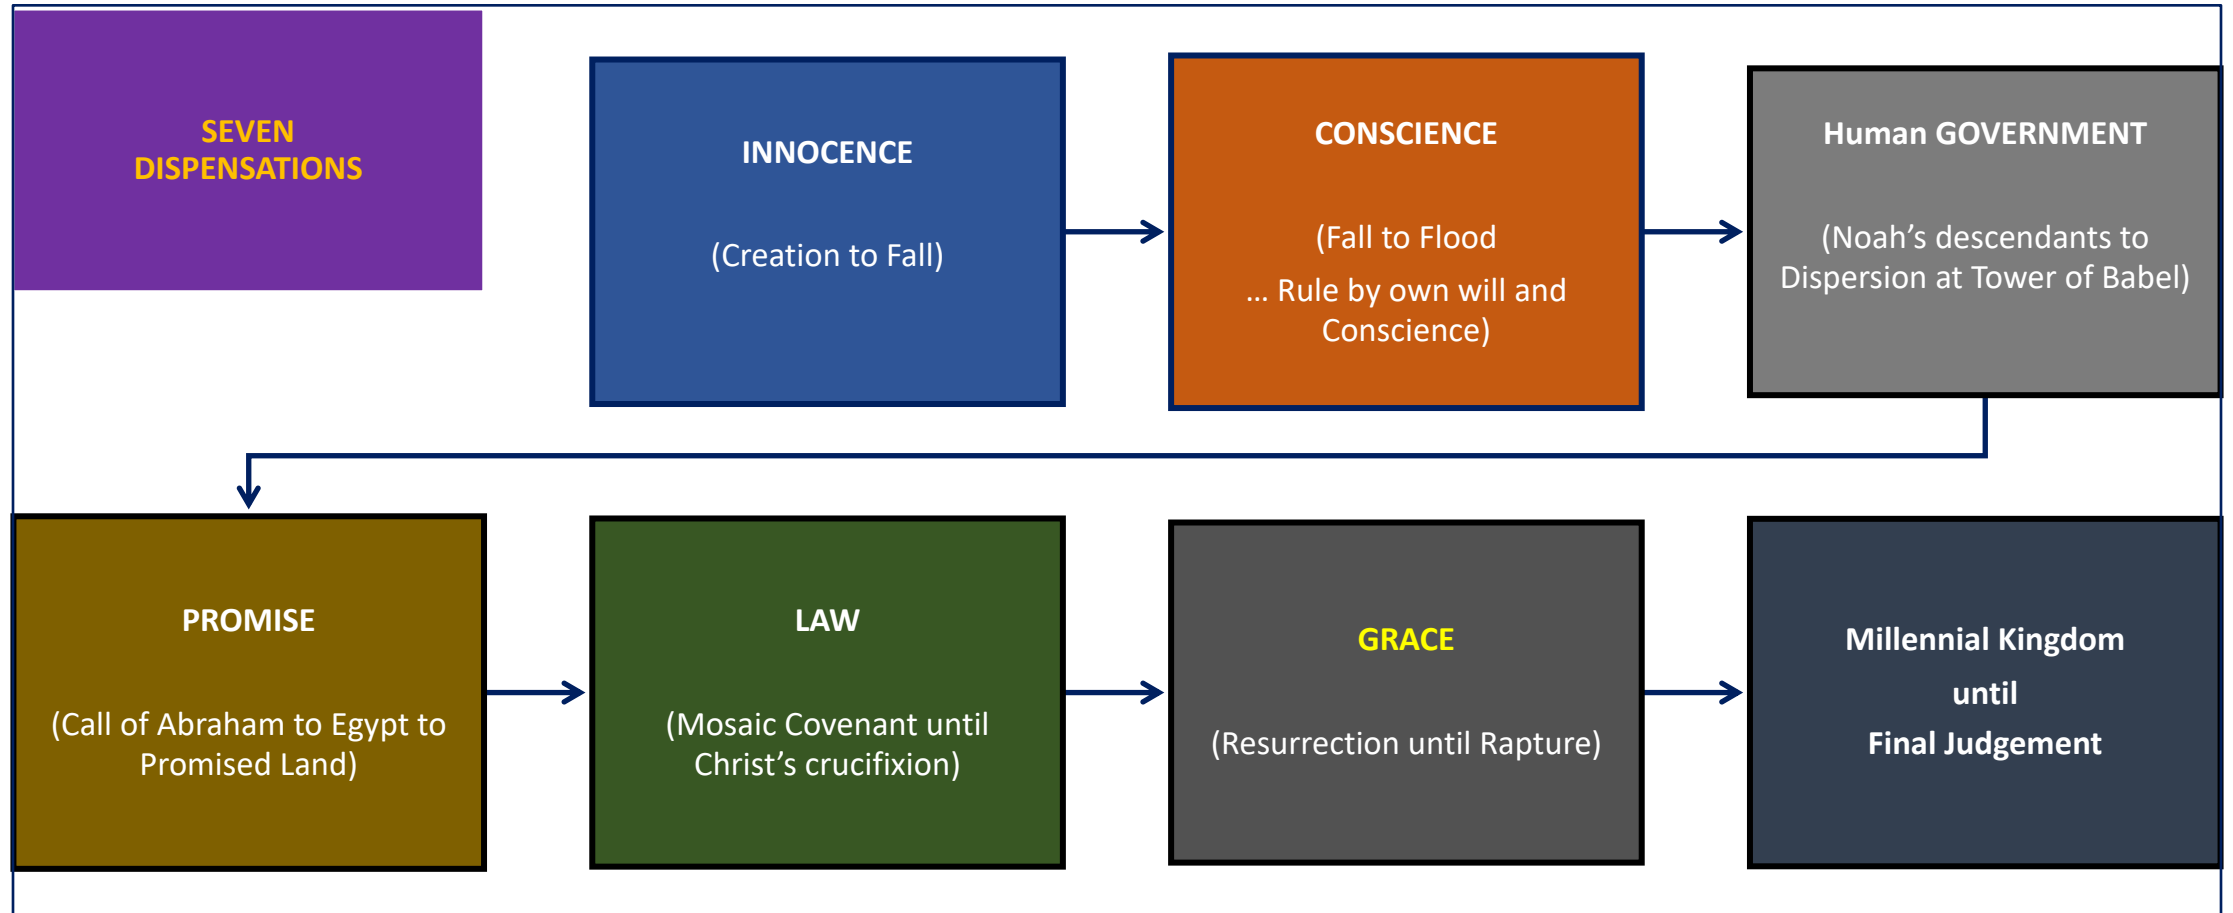 SEVEN
DISPENSATIONS
INNOCENCE
(Creation to Fall)
CONSCIENCE
(Fall to Flood
... Rule by own will and
Conscience)
Human GOVERNMENT
(Noah’s descendants to
Dispersion at Tower of Babel)
PROMISE
(Call of Abraham to Egypt to
Promised Land)
LAW
(Mosaic Covenant until
Christ’s crucifixion)
GRACE
(Resurrection until Rapture)
Millennial Kingdom
until
Final Judgement